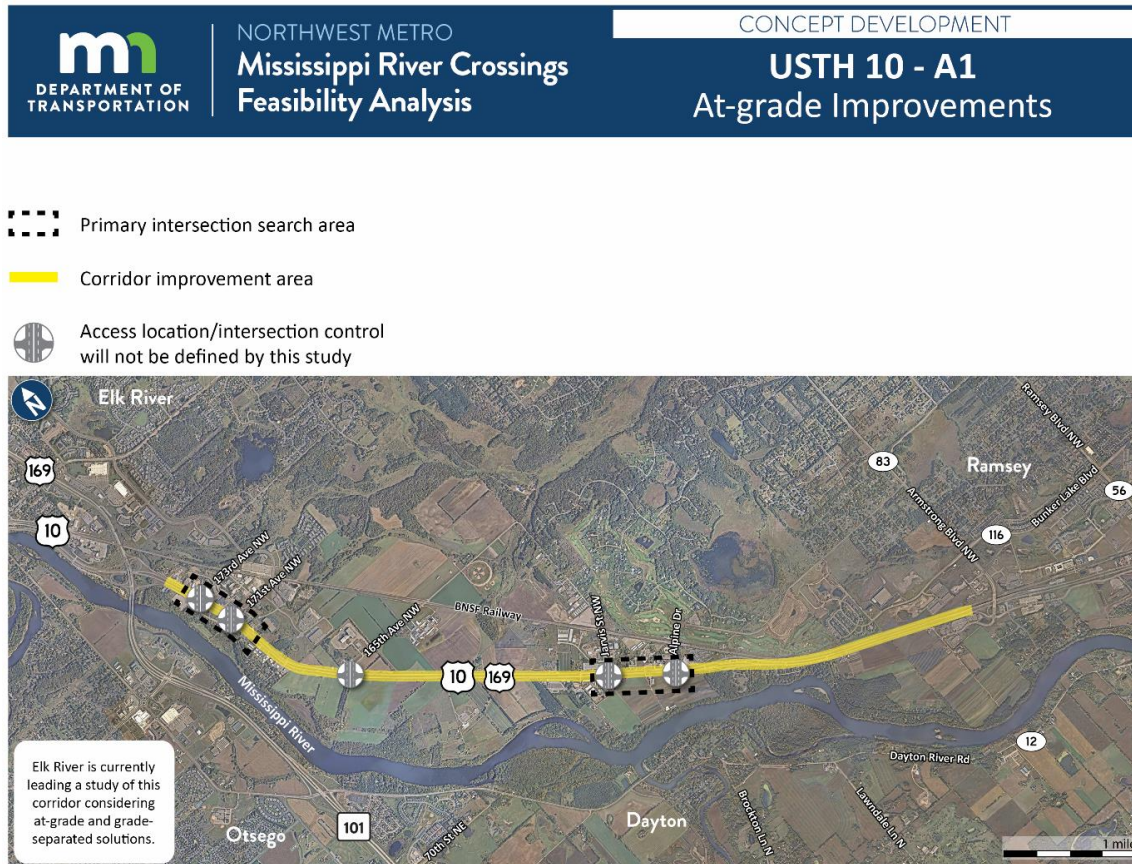 mn
DEPARTMENT OF
TRANSPORTATION
NORTHWEST METRO
Mississippi River Crossings
Feasibility Analysis
CONCEPT DEVELOPMENT
USTH 10 - A1
At-grade Improvements
Primary intersection search area
Corridor improvement area
Access location/intersection control
will not be defined by this study
N
Elk River
169
10
83
Ramsey
Ramsey Blvd NW
Armstrong Blvd NW
56
Bunker Lake Blvd
116
173rd Ave NW
171st Ave NW
165th Ave NW
BNSF Railway
Jarvis St NW
Alpine Dr
10
169
Mississippi River
12
Dayton River Rd
Elk River is currently
leading a study of this
corridor considering
at-grade and grade-
separated solutions.
Otsego
101
70th St NE
Dayton
Brockton Ln N
Lawndale Ln N
1 mile